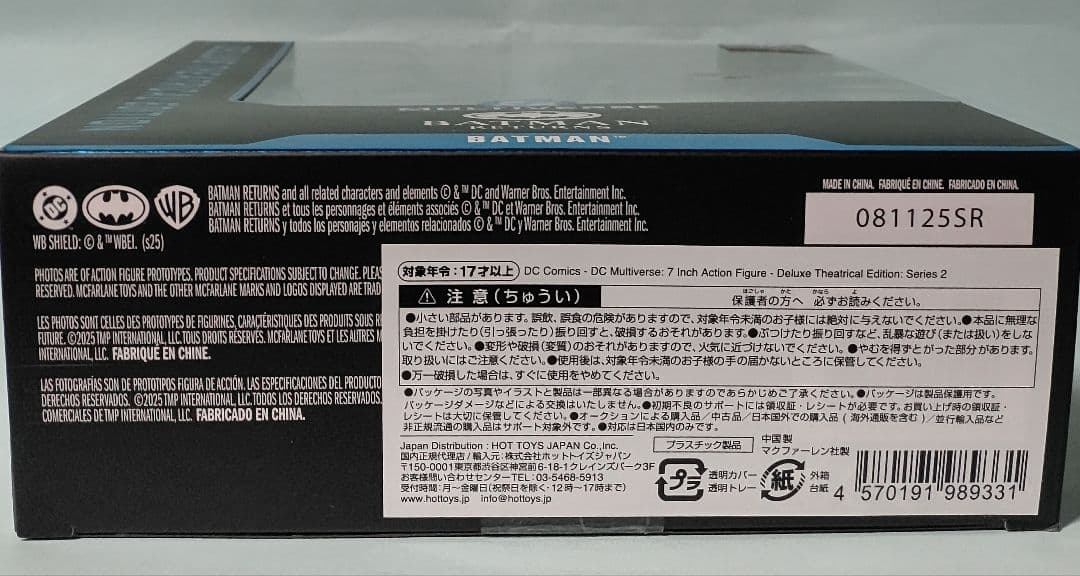 MULTIVERSE
BATMAN
RETURNS
BATMAN™
DC
WB
BATMAN RETURNS and all related characters and elements © & ™ DC and Warner Bros. Entertainment Inc.
BATMAN RETURNS et tous les personnages et éléments associés © & ™ DC et Warner Bros. Entertainment Inc.
BATMAN RETURNS y todos los personajes y elementos relacionados © & ™ DC y Warner Bros. Entertainment Inc.
WB SHIELD: © & ™ WBEI. (s25)
MADE IN CHINA. FABRIQUÉ EN CHINE. FABRICADO EN CHINA.
081125SR
PHOTOS ARE OF ACTION FIGURE PROTOTYPES. PRODUCT SPECIFICATIONS SUBJECT TO CHANGE.
RESERVED. MCFARLANE TOYS AND THE OTHER MCFARLANE MARKS AND LOGOS DISPLAYED ARE
LES PHOTOS SONT CELLES DES PROTOTYPES DE FIGURINES. CARACTÉRISTIQUES DES PRODUITS SOUS
FUTURE. ©2025 TMP INTERNATIONAL, LLC. TOUS DROITS RÉSERVÉS. MCFARLANE TOYS ET LES AUTRES
INTERNATIONAL, LLC. FABRIQUÉ EN CHINE.
LAS FOTOGRAFÍAS SON DE PROTOTIPOS FIGURA DE ACCIÓN. LAS ESPECIFICACIONES DEL PRODUCTO
DERECHOS RESERVADOS. ©2025 TMP INTERNATIONAL, LLC. TODOS LOS DERECHOS RESERVADOS.
COMERCIALES DE TMP INTERNATIONAL, LLC. FABRICADO EN CHINA.
対象年令：17才以上 DC Comics - DC Multiverse: 7 Inch Action Figure - Deluxe Theatrical Edition: Series 2
⚠ 注 意（ちゅうい） 保護者の方へ 必ずお読みください。
ほごしゃ かた かなら よ
●小さい部品があります。誤飲、誤食の危険がありますので、対象年令未満のお子様には絶対に与えないでください。●本品に無理な
負担を掛けたり(引っ張ったり)振り回すと、破損するおそれがあります。●ぶつけたり振り回すなど、乱暴な遊び(または扱い)をしな
いでください。●変形や破損(変質)のおそれがありますので、火気に近づけないでください。●やむを得ずとがった部分があります。
取り扱いにはご注意ください。●使用後は、対象年令未満のお子様の手の届かないところに保管してください。
●万一破損した場合は、すぐに使用をやめてください。
●パッケージの写真やイラストと製品は一部異なる場合がありますのであらかじめご了承ください。●パッケージは製品保護用です。
パッケージダメージなどによる交換はいたしません。●初期不良のサポートには領収証・レシートが必要です。お買い上げ時の領収証・
レシートは大切に保管してください。●オークションによる購入品／中古品／日本国外での購入品（海外通販を含む）／並行輸入品など
非正規流通の購入品はサポート対象外です。●対応は日本国内のみです。
Japan Distribution : HOT TOYS JAPAN Co.,Inc.
国内正規代理店／輸入元：株式会社ホットトイズジャパン
〒150-0001東京都渋谷区神宮前6-18-1クレインズパーク3F
お客様問い合わせセンターTEL：03-5468-5913
受付時間：月～金曜日(祝祭日を除く・12時～17時まで)
www.hottoys.jp info@hottoys.jp
プラスチック製品
中国製
マクファーレン社製
プラ
透明カバー
透明トレー
紙
外箱
台紙
4 570191 989331